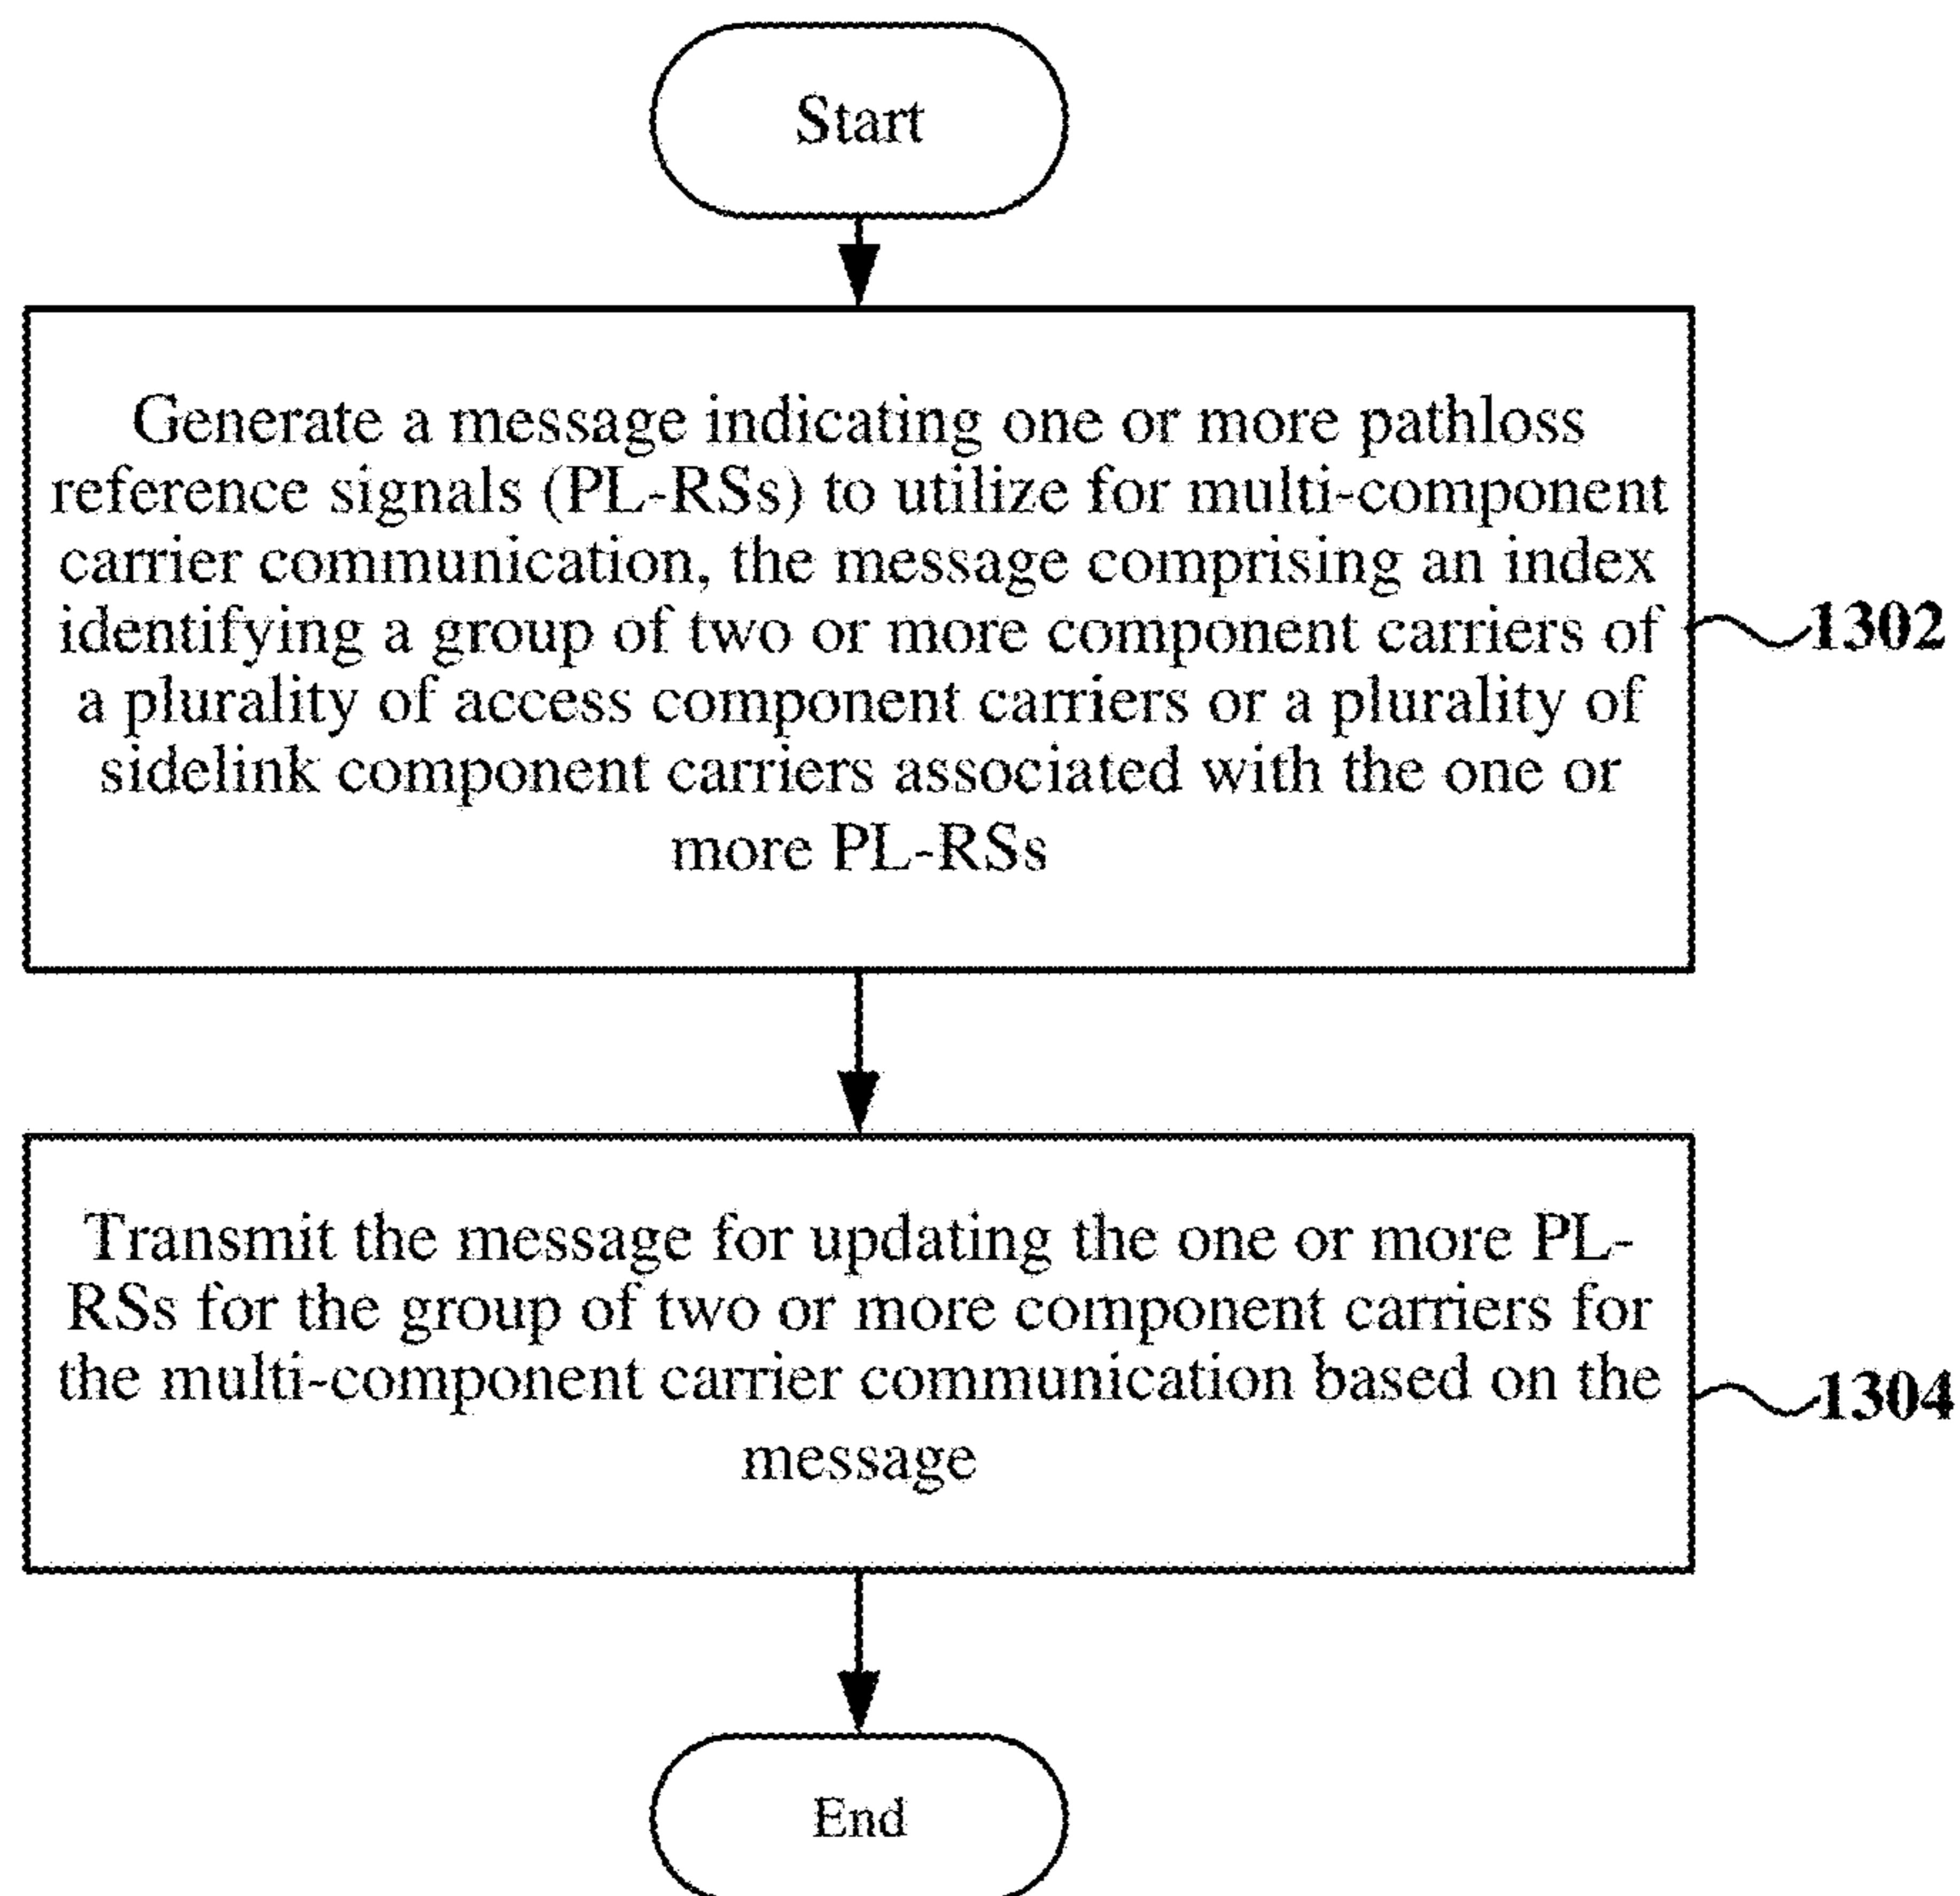 Start
Generate a message indicating one or more pathloss
reference signals (PL-RSs) to utilize for multi-component
carrier communication, the message comprising an index
identifying a group of two or more component carriers of
a plurality of access component carriers or a plurality of
sidelink component carriers associated with the one or
more PL-RSs
1302
Transmit the message for updating the one or more PL-
RSs for the group of two or more component carriers for
the multi-component carrier communication based on the
message
1304
End